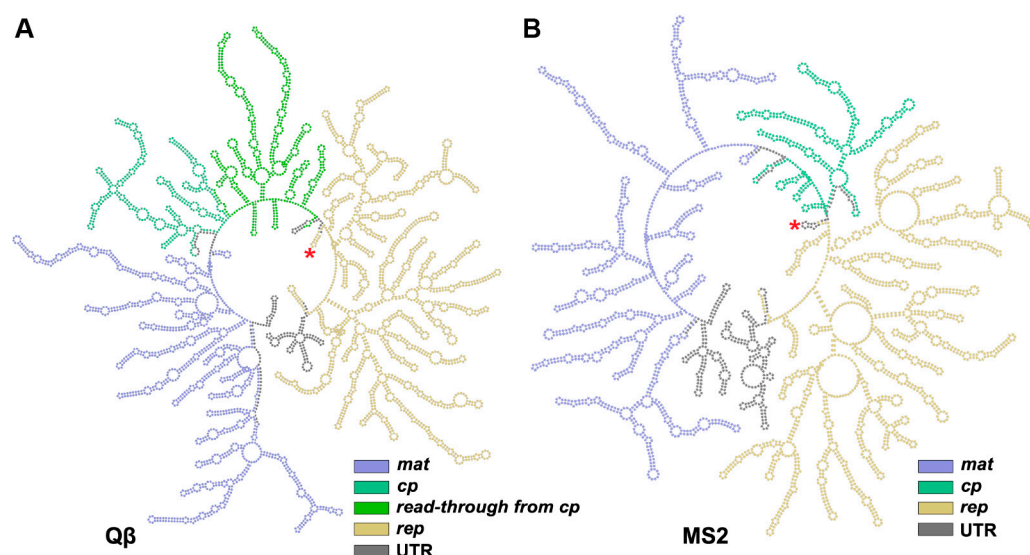 A
B
*
*
mat
cp
read-through from cp
rep
UTR
Qβ
mat
cp
rep
UTR
MS2